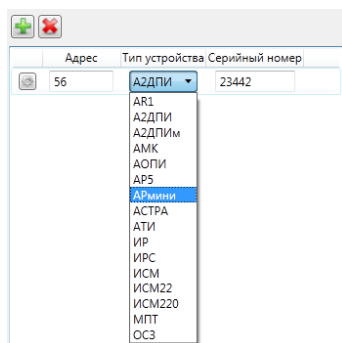 Адрес Тип устройства Серийный номер
56 А2ДПИ 23442
AR1
А2ДПИ
А2ДПИм
АМК
АОПИ
АР5
АРмини
АСТРА
АТИ
ИР
ИРС
ИСМ
ИСМ22
ИСМ220
МПТ
ОСЗ